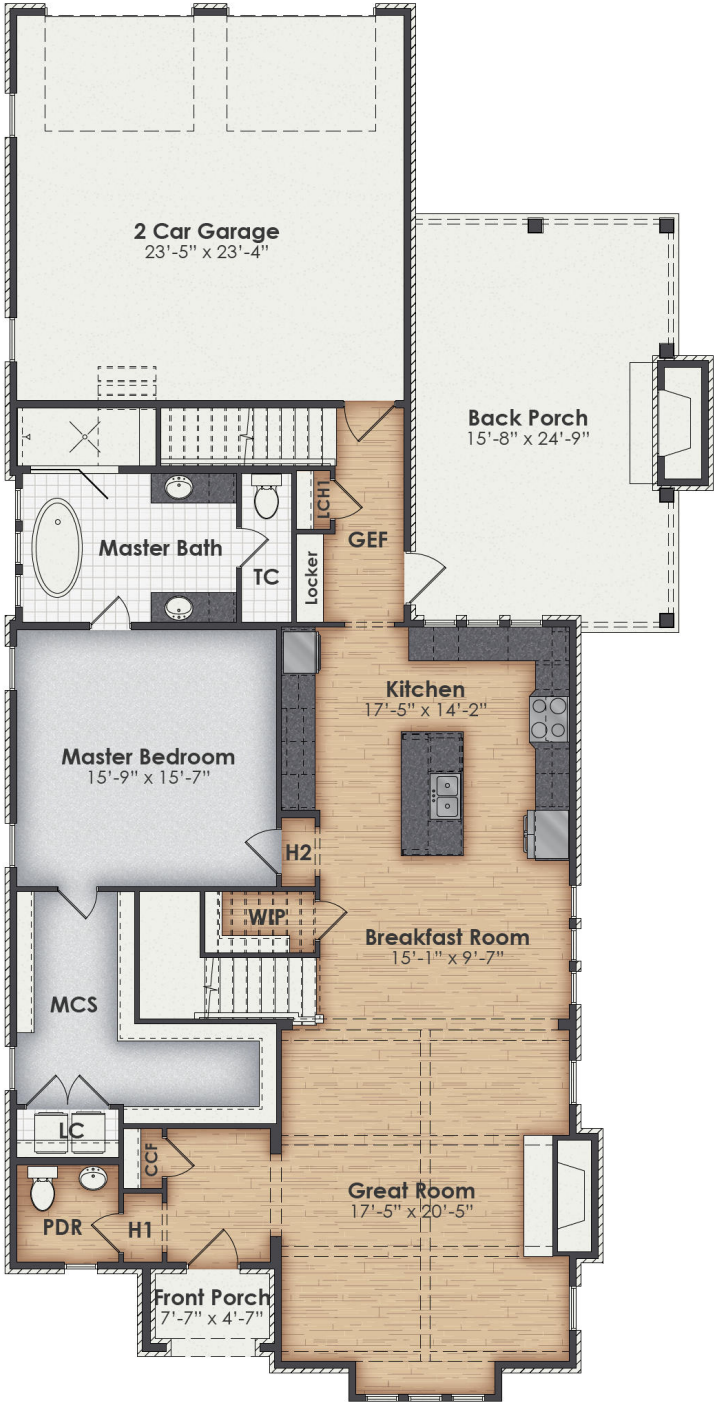 2 Car Garage
23'-5" x 23'-4"
Back Porch
15'-8" x 24'-9"
LCH1
GEF
Master Bath
TC
Locker
Kitchen
17'-5" x 14'-2"
Master Bedroom
15'-9" x 15'-7"
H2
WIP
Breakfast Room
15'-1" x 9'-7"
MCS
LC
CCF
Great Room
17'-5" x 20'-5"
PDR
H1
Front Porch
7'-7" x 4'-7"